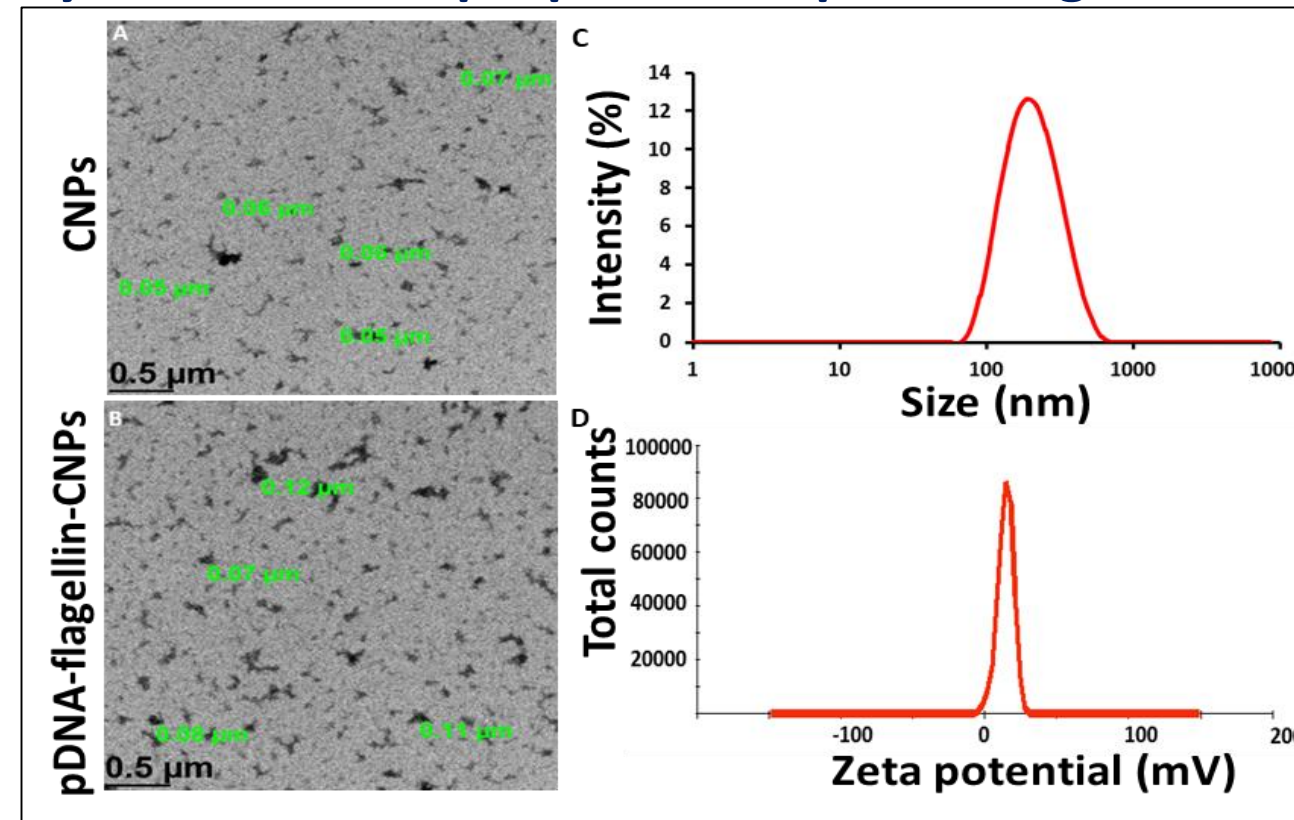 A
CNPs
0.07 µm
0.06 µm
0.06 µm
0.05 µm
0.05 µm
0.5 µm
B
pDNA-flagellin-CNPs
0.12 µm
0.07 µm
0.08 µm
0.11 µm
0.5 µm
C
Intensity (%)
14
12
10
8
6
4
2
0
1 10 100 1000 1000
Size (nm)
D
Total counts
100000
80000
60000
40000
20000
-100 0 100 20
Zeta potential (mV)